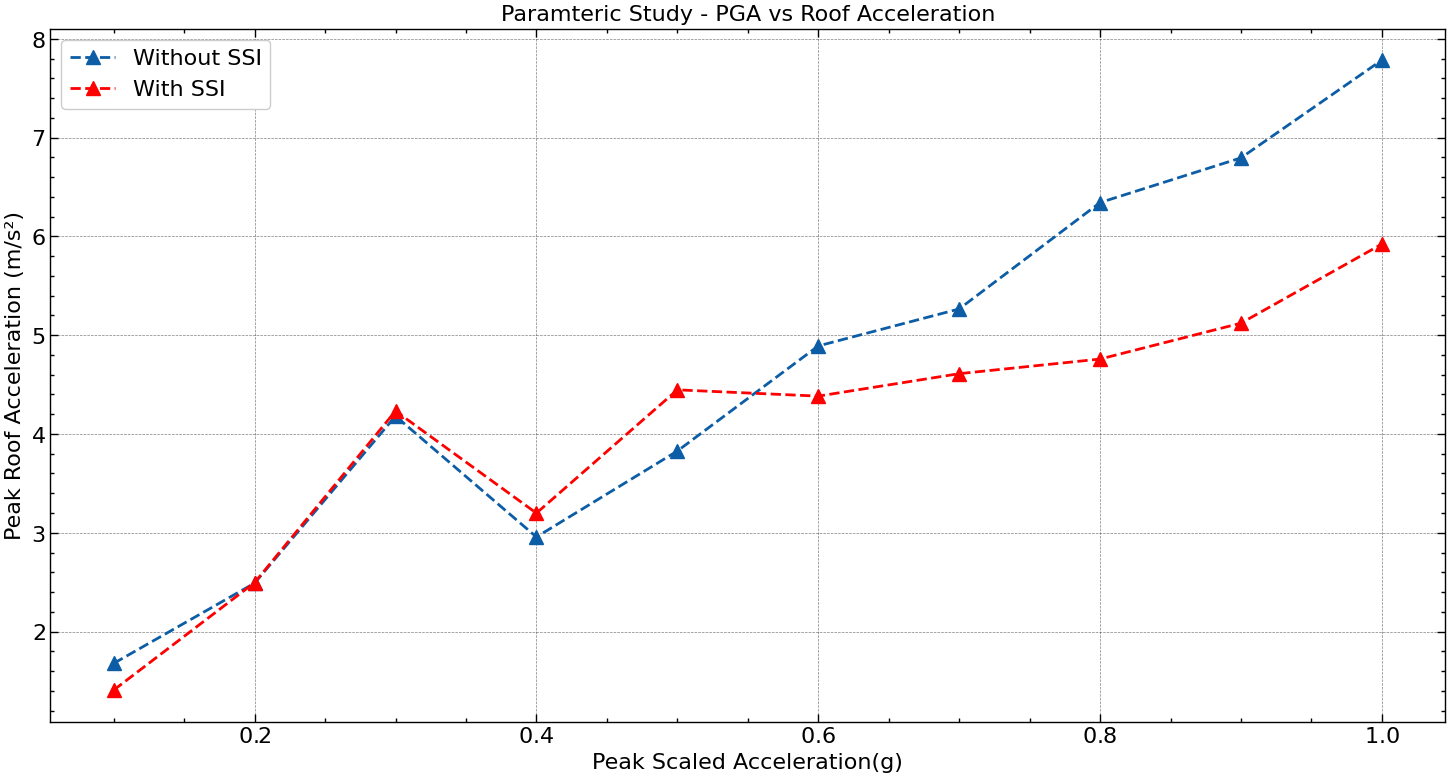 Paramteric Study - PGA vs Roof Acceleration
Without SSI
With SSI
Peak Roof Acceleration (m/s²)
8
7
6
5
4
3
2
0.2
0.4
0.6
0.8
1.0
Peak Scaled Acceleration(g)